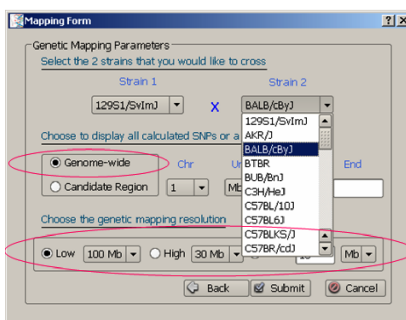 Mapping Form
Genetic Mapping Parameters
Select the 2 strains that you would like to cross
Strain 1 Strain 2
129S1/SvImJ X BALB/cByJ
129S1/SvImJ
AKR/J
BALB/cByJ
BTBR
BUB/BnJ
C3H/HeJ
C57BL/10J
C57BL6J
C57BLKS/J
C57BR/cdJ
Choose to display all calculated SNPs or a
Genome-wide Chr End
Candidate Region 1
Choose the genetic mapping resolution
Low 100 Mb High 30 Mb Mb
Back Submit Cancel